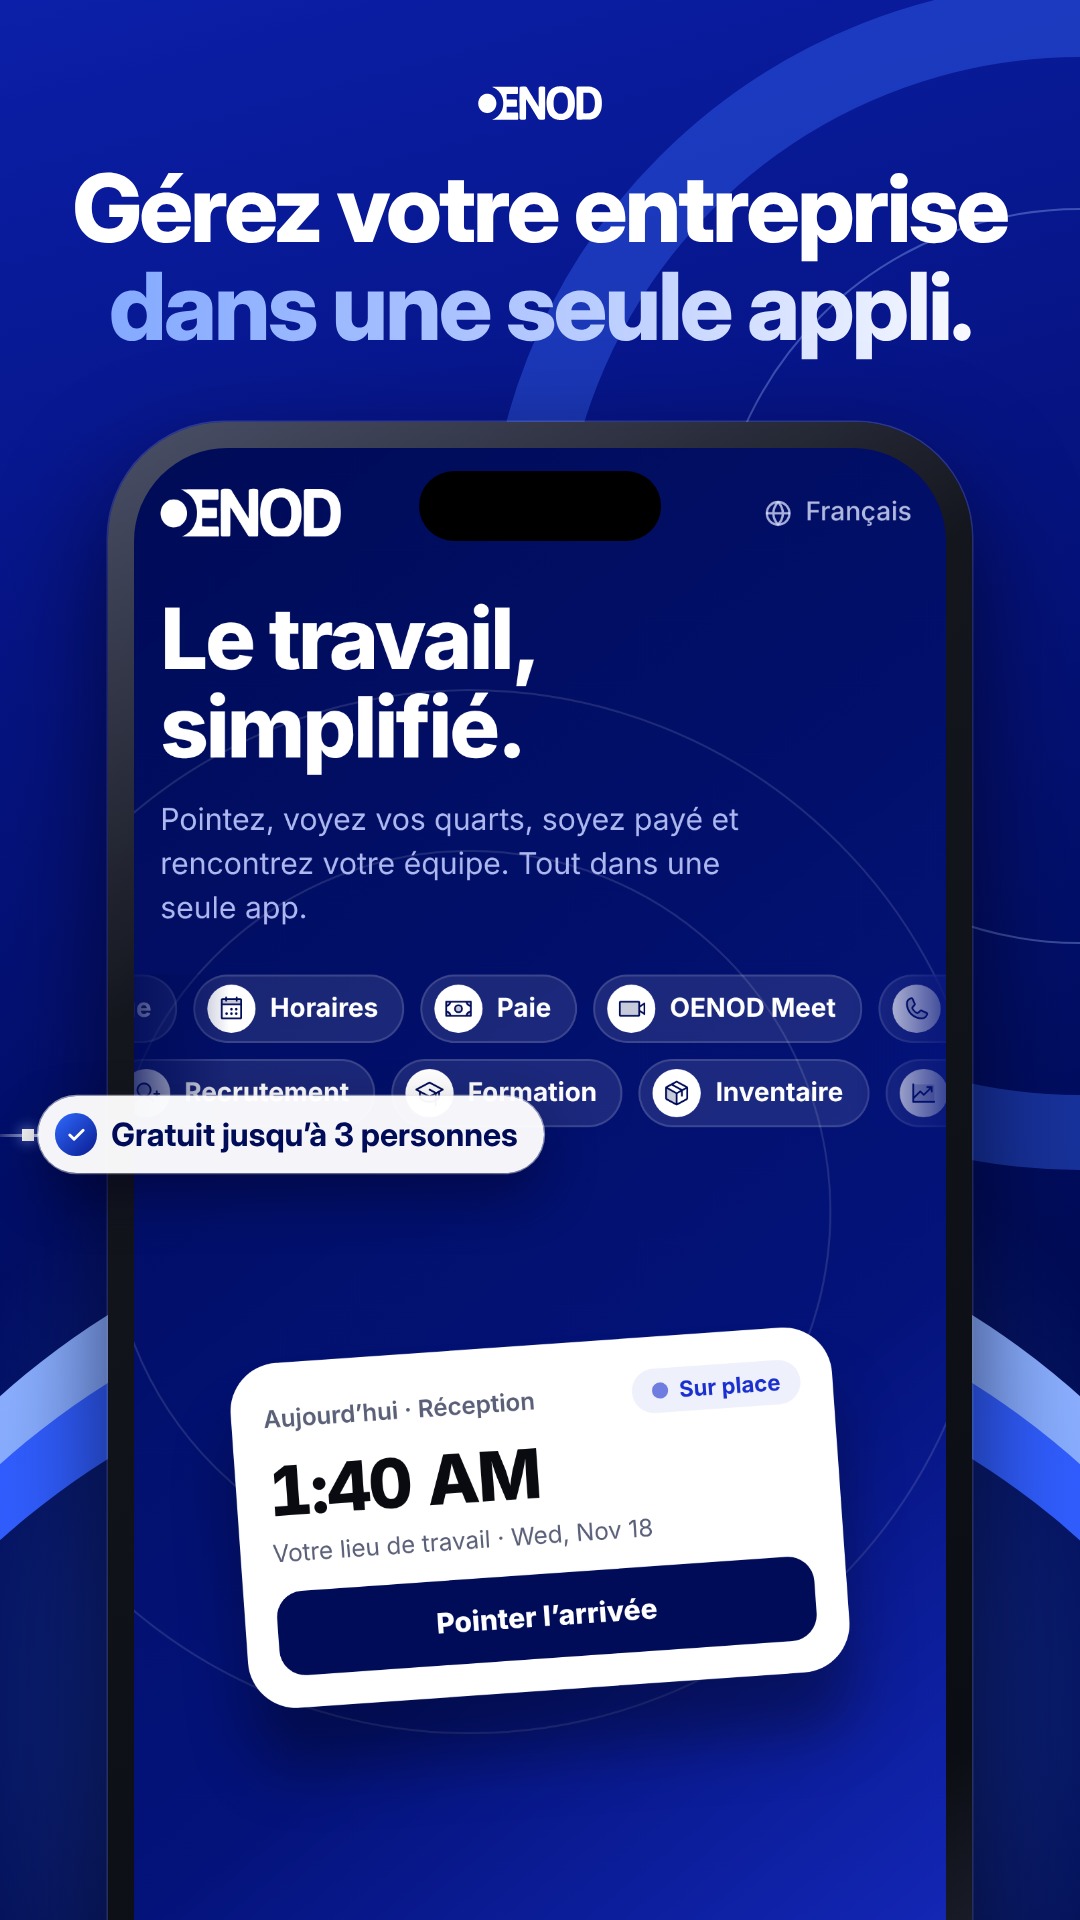 OENOD
Gérez votre entreprise
dans une seule appli.
OENOD
Français
Le travail,
simplifié.
Pointez, voyez vos quarts, soyez payé et
rencontrez votre équipe. Tout dans une
seule app.
e Horaires Paie OENOD Meet
Recrutement Formation Inventaire
Gratuit jusqu’à 3 personnes
Sur place
Aujourd’hui · Réception
1:40 AM
Votre lieu de travail · Wed, Nov 18
Pointer l’arrivée